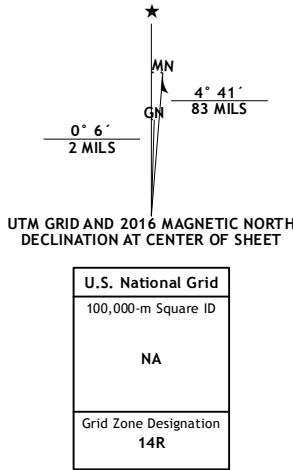 MN
GN
4° 41´
83 MILS
0° 6´
2 MILS
UTM GRID AND 2016 MAGNETIC NORTH
DECLINATION AT CENTER OF SHEET
U.S. National Grid
100,000-m Square ID
NA
Grid Zone Designation
14R